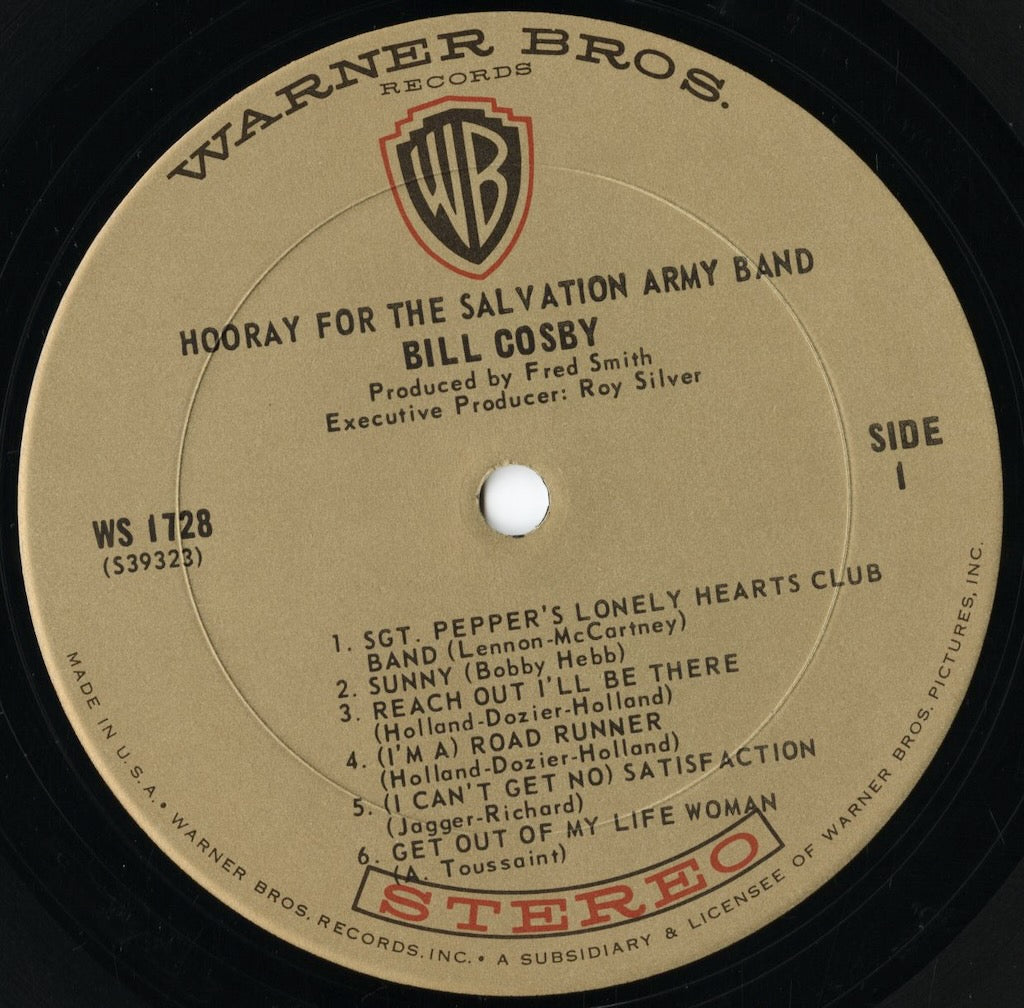 WARNER BROS.
RECORDS
WB
HOORAY FOR THE SALVATION ARMY BAND
BILL COSBY
Produced by Fred Smith
Executive Producer: Roy Silver
SIDE
1
WS 1728
(S39323)
1. SGT. PEPPER'S LONELY HEARTS CLUB
BAND (Lennon-McCartney)
2. SUNNY (Bobby Hebb)
3. REACH OUT I'LL BE THERE
(Holland-Dozier-Holland)
4. (I'M A) ROAD RUNNER
(Holland-Dozier-Holland)
5. (I CAN'T GET NO) SATISFACTION
(Jagger-Richard)
6. GET OUT OF MY LIFE WOMAN
(A. Toussaint)
STEREO
MADE IN U.S.A. • WARNER BROS. RECORDS, INC. • A SUBSIDIARY & LICENSEE OF WARNER BROS. PICTURES, INC.